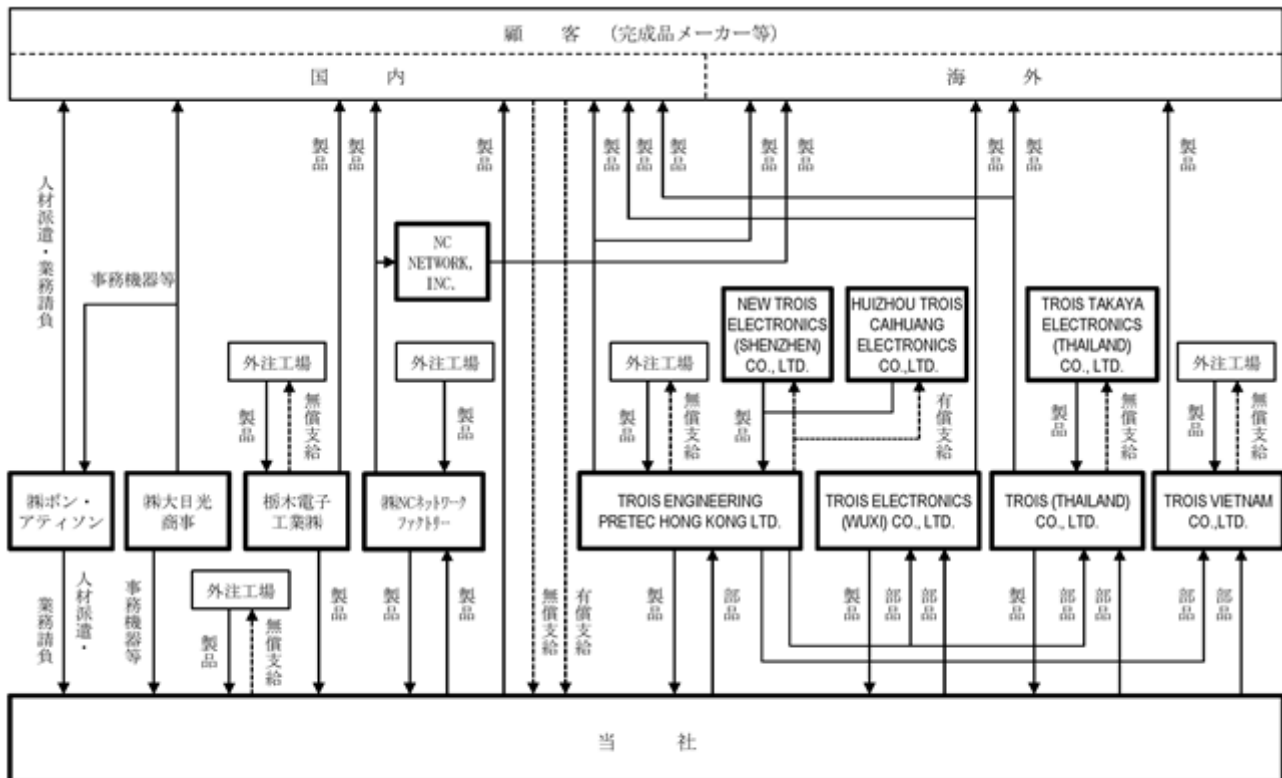 顧 客 (完成品メーカー等)
国 内
海 外
製品
製品
製品
製品
製品
製品
製品
製品
製品
製品
製品
人材派遣・業務請負
事務機器等
NC
NETWORK,
INC.
外注工場
製品
無償支給
製品
外注工場
製品
無償支給
NEW TROIS
ELECTRONICS
(SHENZHEN)
CO., LTD.
HUIZHOU TROIS
CAIHUANG
ELECTRONICS
CO.,LTD.
製品
有償支給
TROIS TAKAYA
ELECTRONICS
(THAILAND)
CO., LTD.
製品
無償支給
外注工場
製品
無償支給
外注工場
㈱ボン・
アティソン
㈱大日光
商事
栃木電子
工業㈱
㈱NCネットワーク
ファクトリー
TROIS ENGINEERING
PRETEC HONG KONG LTD.
TROIS ELECTRONICS
(WUXI) CO., LTD.
TROIS (THAILAND)
CO., LTD.
TROIS VIETNAM
CO.,LTD.
人材派遣・
業務請負
事務機器等
外注工場
製品
無償支給
製品
製品
製品
無償支給
有償支給
製品
部品
製品
部品
部品
製品
部品
部品
部品
部品
当 社